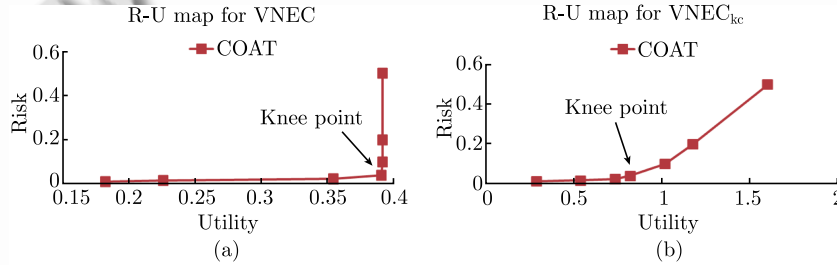 R-U map for VNEC
COAT
0.6
0.4
0.2
0
Risk
Knee point
0.15 0.2 0.25 0.3 0.35 0.4
Utility
(a)
R-U map for VNECkc
COAT
0.6
0.4
0.2
0
Risk
Knee point
0 0.5 1 1.5 2
Utility
(b)